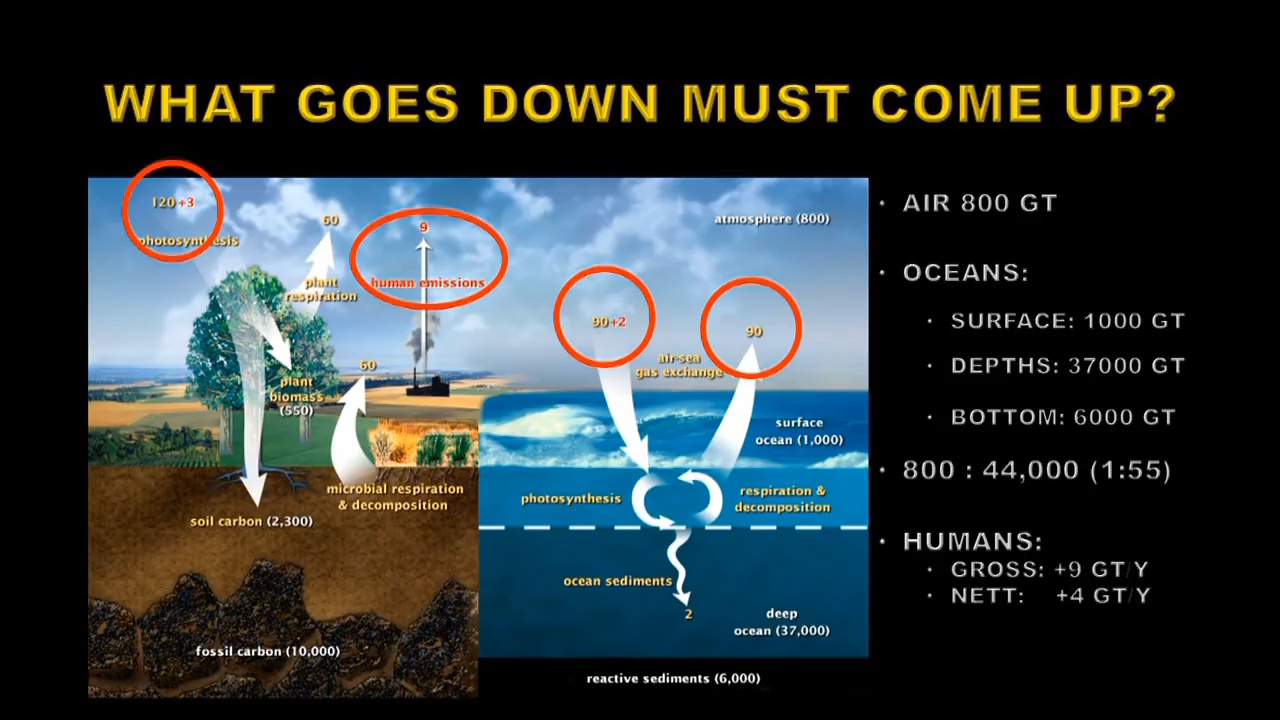 WHAT GOES DOWN MUST COME UP?
120+3
photosynthesis
60
plant
respiration
9
human emissions
atmosphere (800)
90+2
90
air-sea
gas exchange
60
plant
biomass
(550)
surface
ocean (1,000)
microbial respiration
& decomposition
photosynthesis
respiration &
decomposition
soil carbon (2,300)
ocean sediments
2
deep
ocean (37,000)
fossil carbon (10,000)
reactive sediments (6,000)
• AIR 800 GT
• OCEANS:
• SURFACE: 1000 GT
• DEPTHS: 37000 GT
• BOTTOM: 6000 GT
• 800 : 44,000 (1:55)
• HUMANS:
• GROSS: +9 GT/Y
• NETT: +4 GT/Y